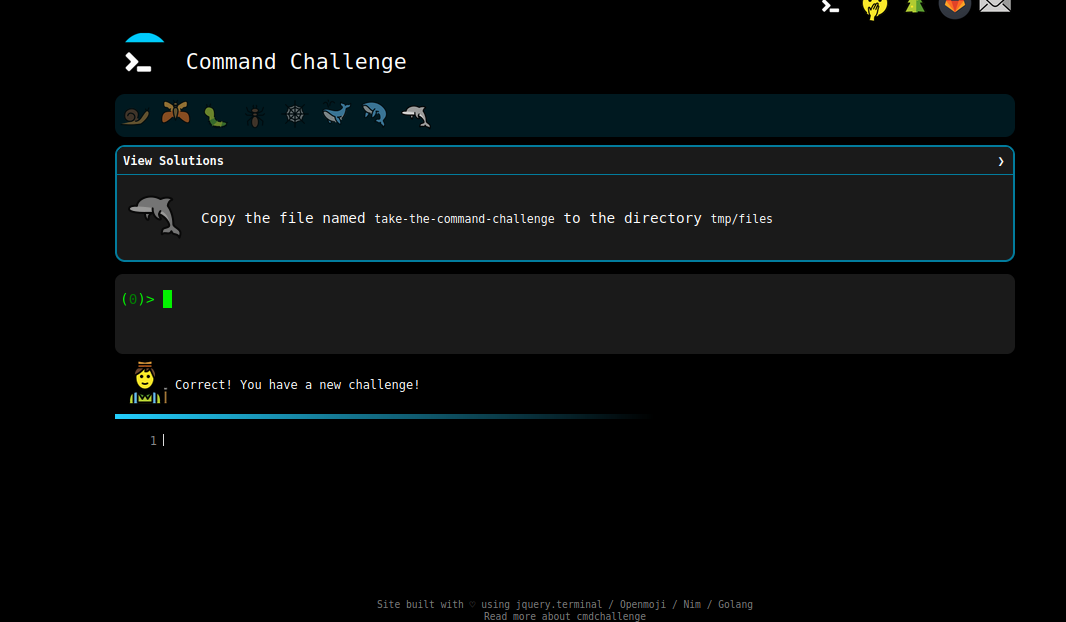 Command Challenge
View Solutions ❯
Copy the file named take-the-command-challenge to the directory tmp/files
(0)>
Correct! You have a new challenge!
1
Site built with ♡ using jquery.terminal / Openmoji / Nim / Golang
Read more about cmdchallenge